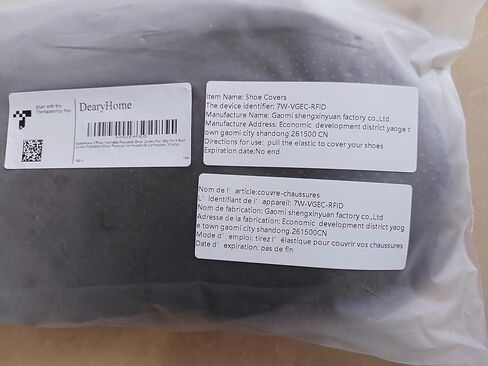 Scan with the
Transparency App
DearyHome
Item Name: Shoe Covers
The device identifier: 7W-VGEC-RFID
Manufacture Name: Gaomi shengxinyuan factory co.,Ltd
Manufacture Address: Economic development district yaoge t
own gaomi city shandong 261500 CN
Directions for use: pull the elastic to cover your shoes
Expiration date:No end
Nom de l' article:couvre-chaussures
L' Identifiant de l' appareil: 7W-VGEC-RFID
Nom de fabrication: Gaomi shengxinyuan factory co.,Ltd
Adresse de la fabrication: Economic development district yaog
e town gaomi city shandong.261500CN
Mode d' emploi: tirez l' élastique pour couvrir vos chaussures
Date d' expiration: pas de fin